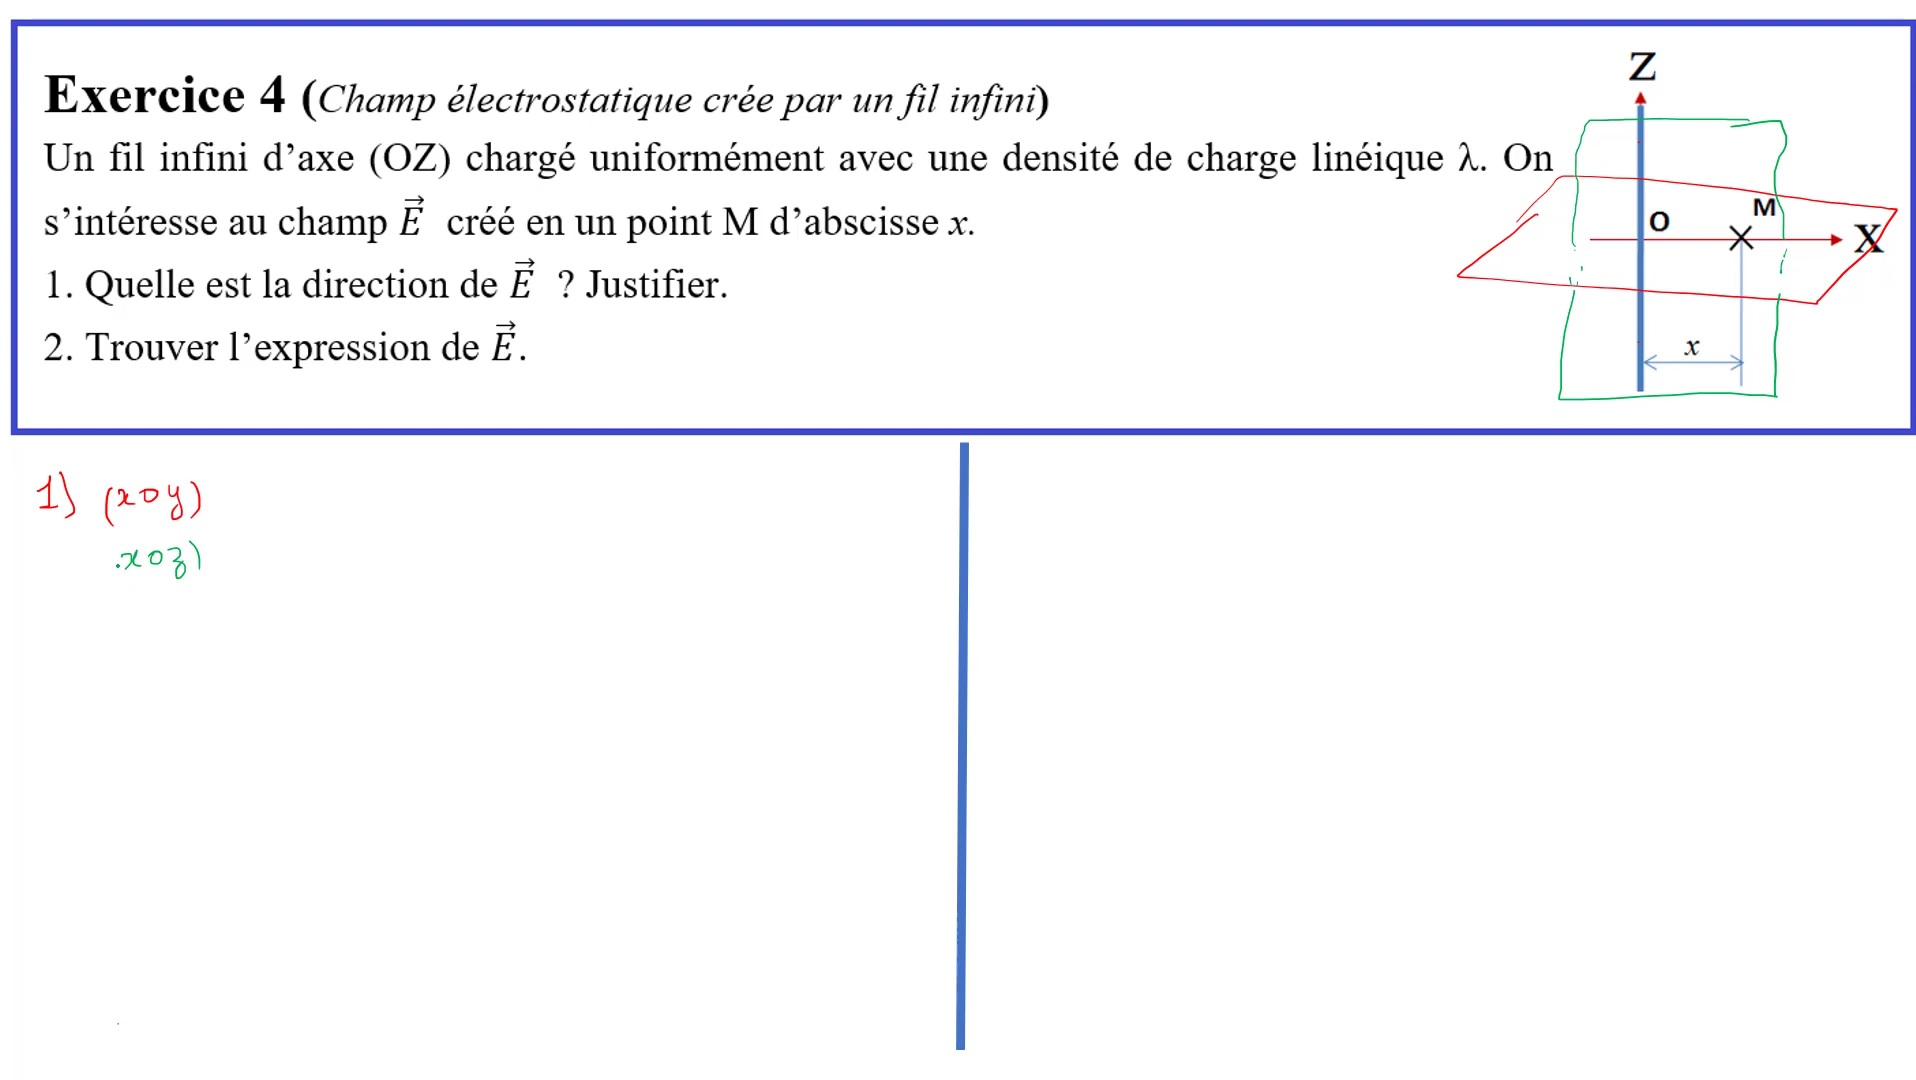 Exercice 4 (Champ électrostatique crée par un fil infini)
Un fil infini d’axe (OZ) chargé uniformément avec une densité de charge linéique λ. On
s’intéresse au champ E⃗ créé en un point M d’abscisse x.
1. Quelle est la direction de E⃗ ? Justifier.
2. Trouver l’expression de E⃗.
Z
O
M
X
x
1) (xoy)
xoz)